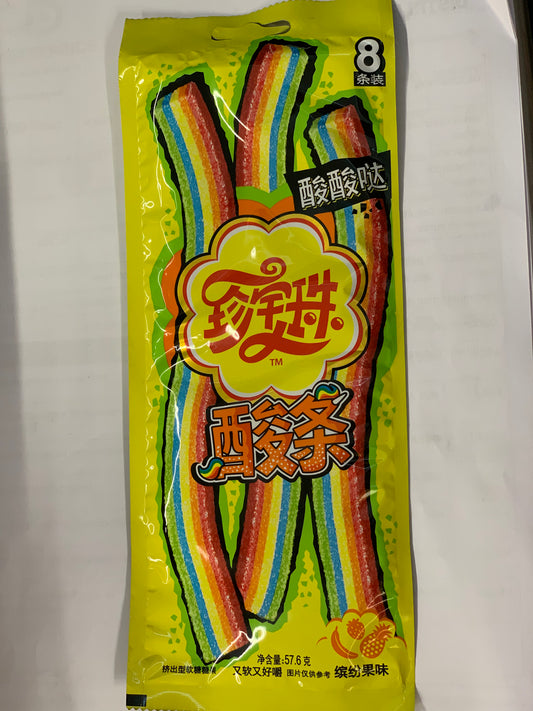 8
条装
酸酸哒
珍宝珠
TM
酸条
净含量:57.6克
挤出型软糖糖果
又软又好嚼 图片仅供参考 缤纷果味